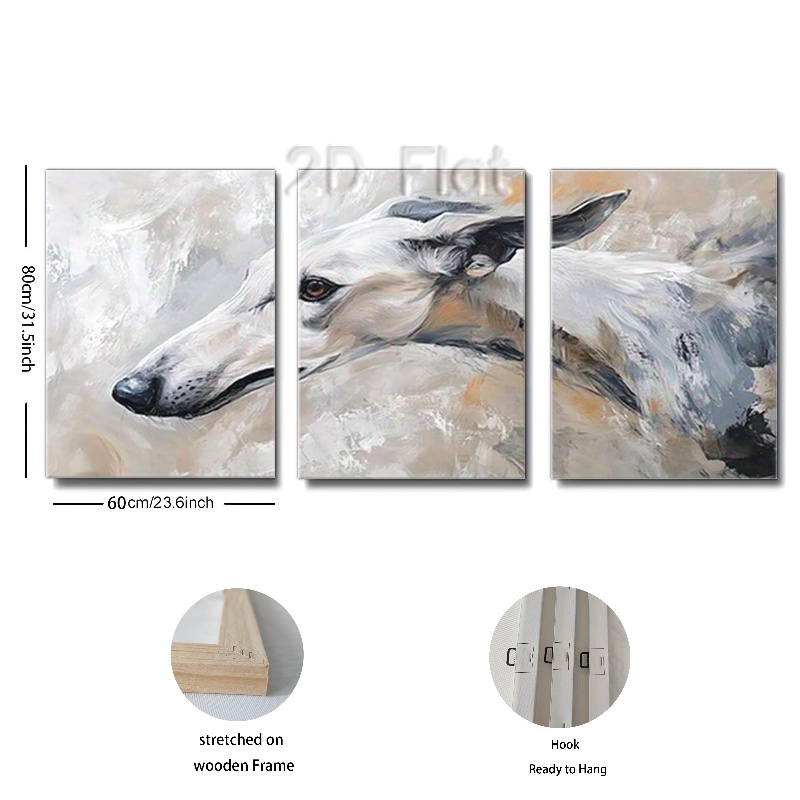 2D Flat
80cm/31.5inch
60cm/23.6inch
stretched on
wooden Frame
Hook
Ready to Hang